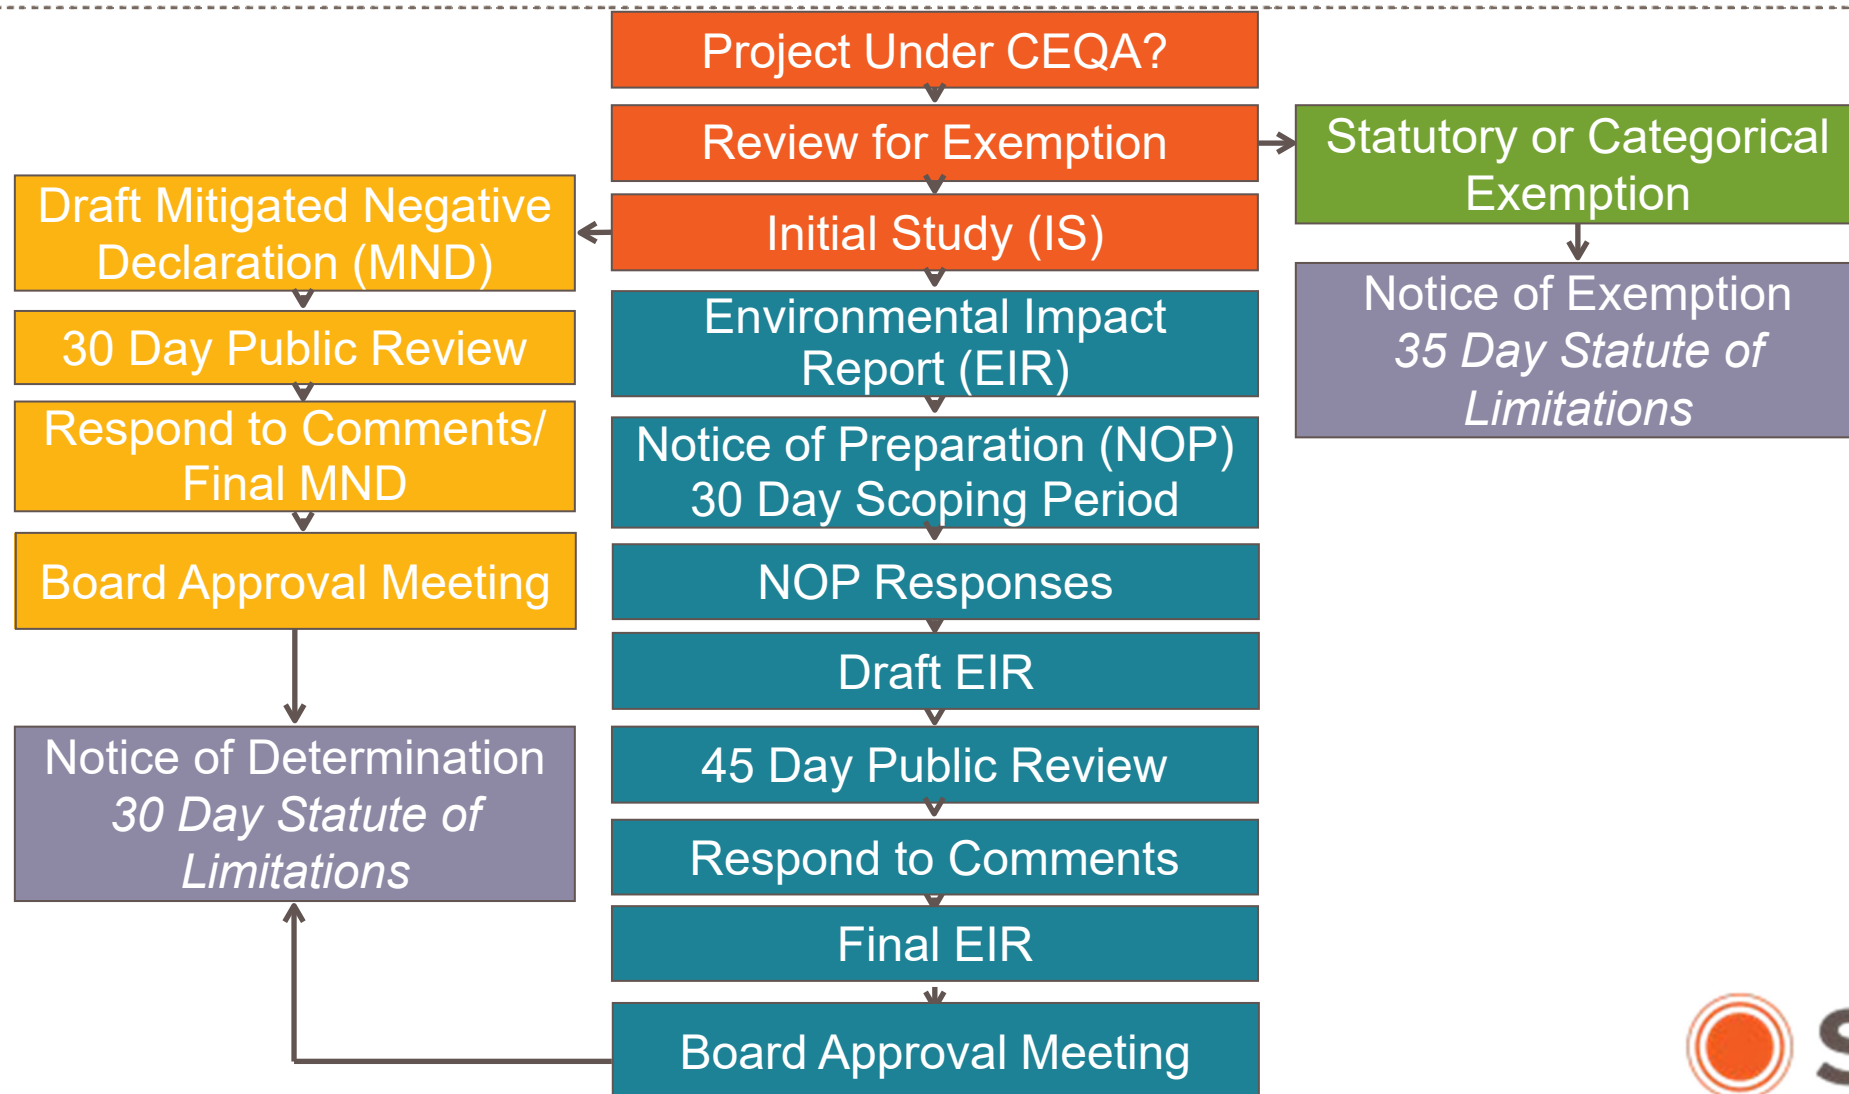 Project Under CEQA?
Review for Exemption
Statutory or Categorical
Exemption
Notice of Exemption
35 Day Statute of
Limitations
Initial Study (IS)
Draft Mitigated Negative
Declaration (MND)
30 Day Public Review
Respond to Comments/
Final MND
Board Approval Meeting
Notice of Determination
30 Day Statute of
Limitations
Environmental Impact
Report (EIR)
Notice of Preparation (NOP)
30 Day Scoping Period
NOP Responses
Draft EIR
45 Day Public Review
Respond to Comments
Final EIR
Board Approval Meeting
S